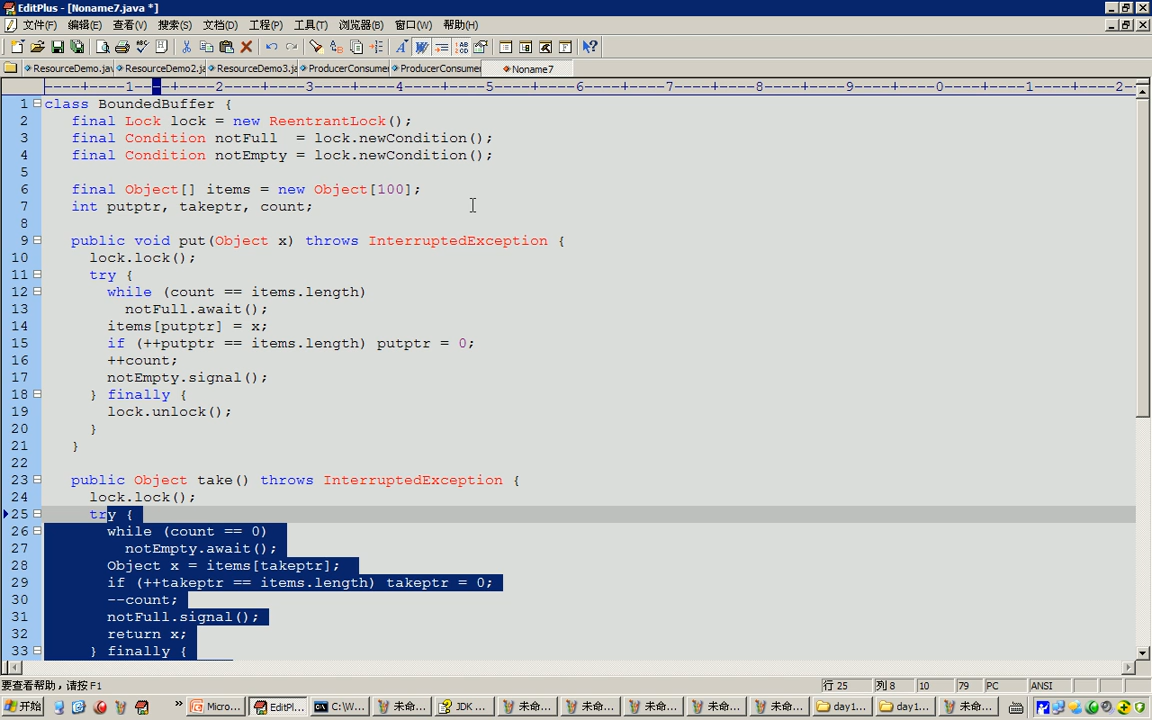 EditPlus - [Noname7.java *]
文件(F) 编辑(E) 查看(V) 搜索(S) 文档(D) 工程(P) 工具(T) 浏览器(B) 窗口(W) 帮助(H)
ResourceDemo.jav ResourceDemo2.ja ResourceDemo3.ja ProducerConsume ProducerConsume Noname7
----+----1----+----2----+----3----+----4----+----5----+----6----+----7----+----8----+----9----+----0----+----1----+----2--
1 class BoundedBuffer {
2 final Lock lock = new ReentrantLock();
3 final Condition notFull  = lock.newCondition();
4 final Condition notEmpty = lock.newCondition();
5
6 final Object[] items = new Object[100];
7 int putptr, takeptr, count;
8
9 public void put(Object x) throws InterruptedException {
10 lock.lock();
11 try {
12 while (count == items.length)
13 notFull.await();
14 items[putptr] = x;
15 if (++putptr == items.length) putptr = 0;
16 ++count;
17 notEmpty.signal();
18 } finally {
19 lock.unlock();
20 }
21 }
22
23 public Object take() throws InterruptedException {
24 lock.lock();
25 try {
26 while (count == 0)
27 notEmpty.await();
28 Object x = items[takeptr];
29 if (++takeptr == items.length) takeptr = 0;
30 --count;
31 notFull.signal();
32 return x;
33 } finally {
要查看帮助，请按 F1 行 25 列 8 10 79 PC ANSI
开始 » Micro... EditPl... C:\W... 未命... JDK ... 未命... 未命... 未命... 未命... 未命... day1... day1... 未命...